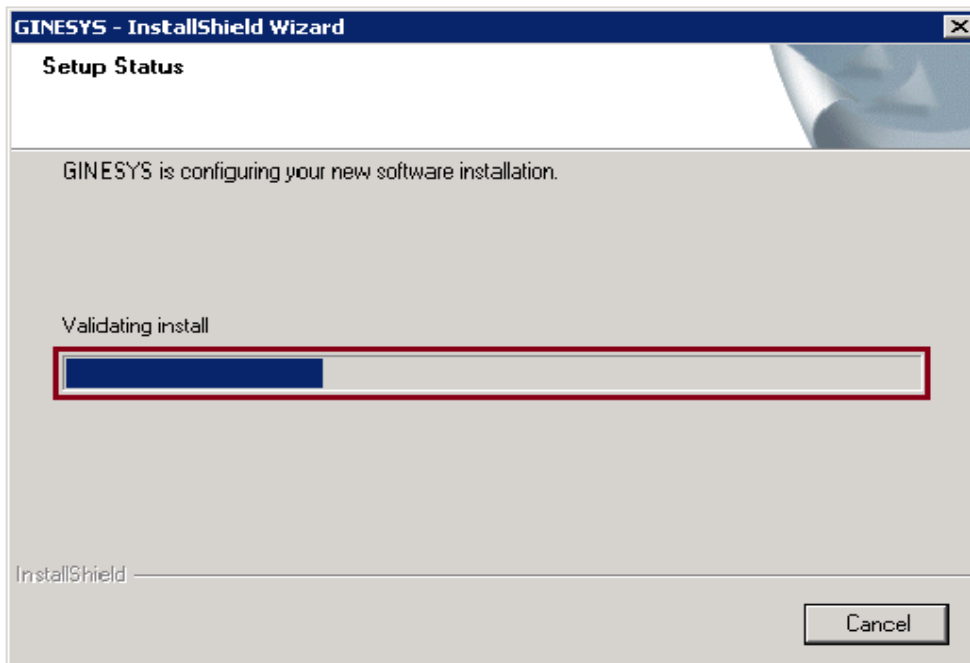 GINESYS - InstallShield Wizard
Setup Status
GINESYS is configuring your new software installation.
Validating install
InstallShield
Cancel